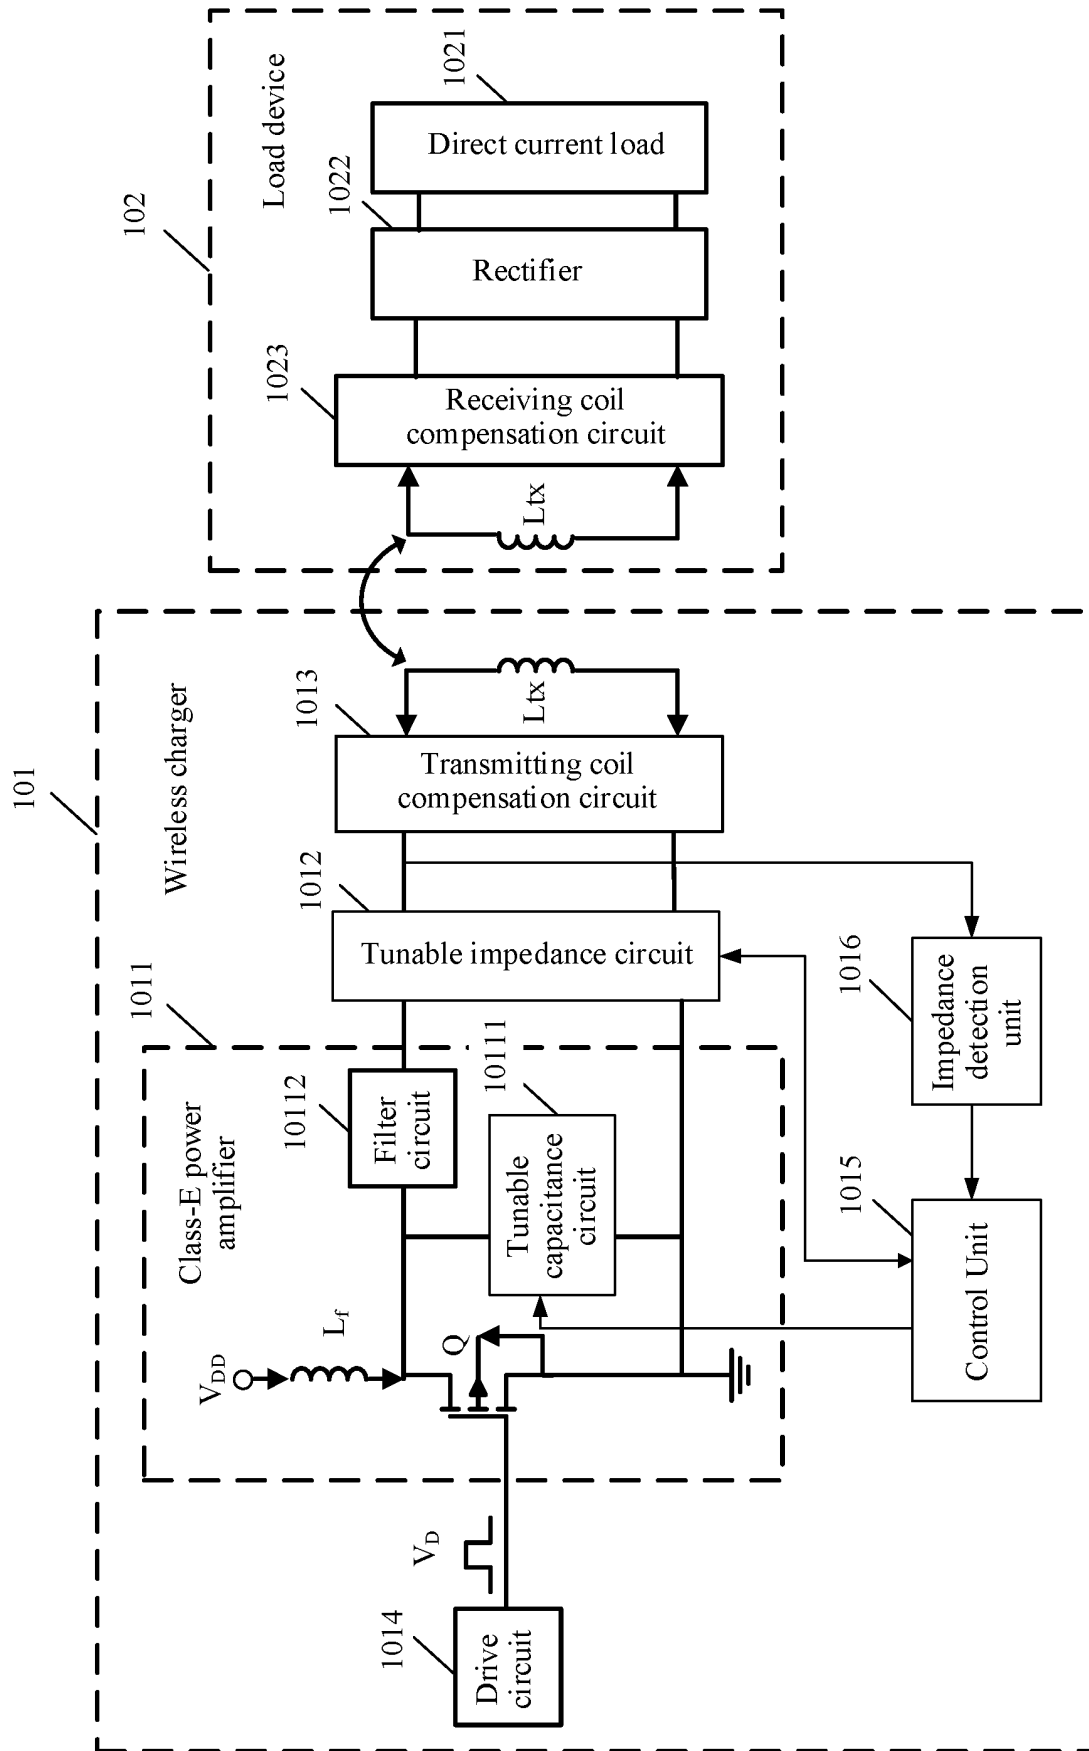 102
Load device
1021
Direct current load
1022
Rectifier
1023
Receiving coil
compensation circuit
Ltx
101
Wireless charger
Ltx
1013
Transmitting coil
compensation circuit
1012
Tunable impedance circuit
1011
Class-E power
amplifier
10112
Filter
circuit
10111
Tunable
capacitance
circuit
1016
Impedance
detection
unit
1015
Control Unit
VDD
Lf
Q
VD
1014
Drive
circuit